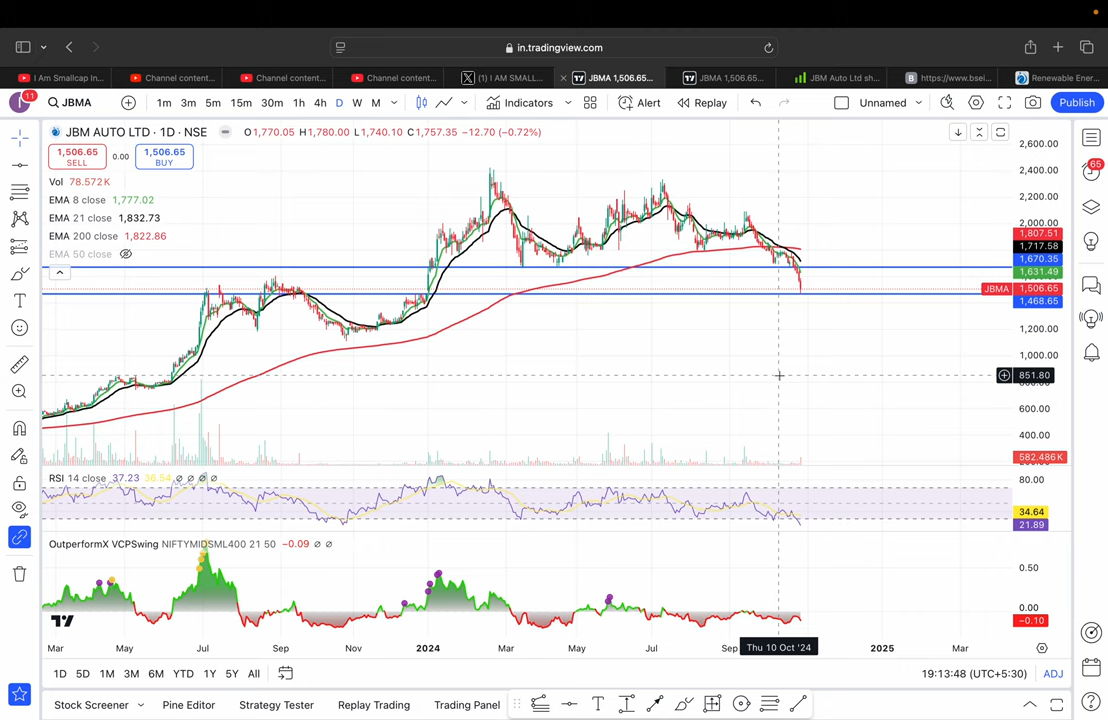 in.tradingview.com
I Am Smallcap In...
Channel content...
Channel content...
Channel content...
(1) I AM SMALL...
JBMA 1,506.65...
JBMA 1,506.65...
JBM Auto Ltd sh...
https://www.bsei...
Renewable Ener...
11
JBMA
1m 3m 5m 15m 30m 1h 4h D W M
Indicators
Alert
Replay
Unnamed
Publish
JBM AUTO LTD · 1D · NSE
O1,770.05 H1,780.00 L1,740.10 C1,757.35 −12.70 (−0.72%)
1,506.65
SELL
0.00
1,506.65
BUY
Vol 78.572K
EMA 8 close 1,777.02
EMA 21 close 1,832.73
EMA 200 close 1,822.86
EMA 50 close
2,600.00
2,400.00
2,200.00
2,000.00
1,807.51
1,717.58
1,670.35
1,631.49
JBMA 1,506.65
1,468.65
1,200.00
1,000.00
851.80
600.00
400.00
582.486K
65
RSI 14 close 37.23 36.54 ∅ ∅ ∅ ∅
80.00
34.64
21.89
OutperformX VCPSwing NIFTYMIDSML400 21 50 −0.09 ∅ ∅
0.50
0.00
−0.10
Mar May Jul Sep Nov 2024 Mar May Jul Sep Thu 10 Oct '24 2025 Mar
1D 5D 1M 3M 6M YTD 1Y 5Y All
19:13:48 (UTC+5:30)
ADJ
Stock Screener
Pine Editor
Strategy Tester
Replay Trading
Trading Panel